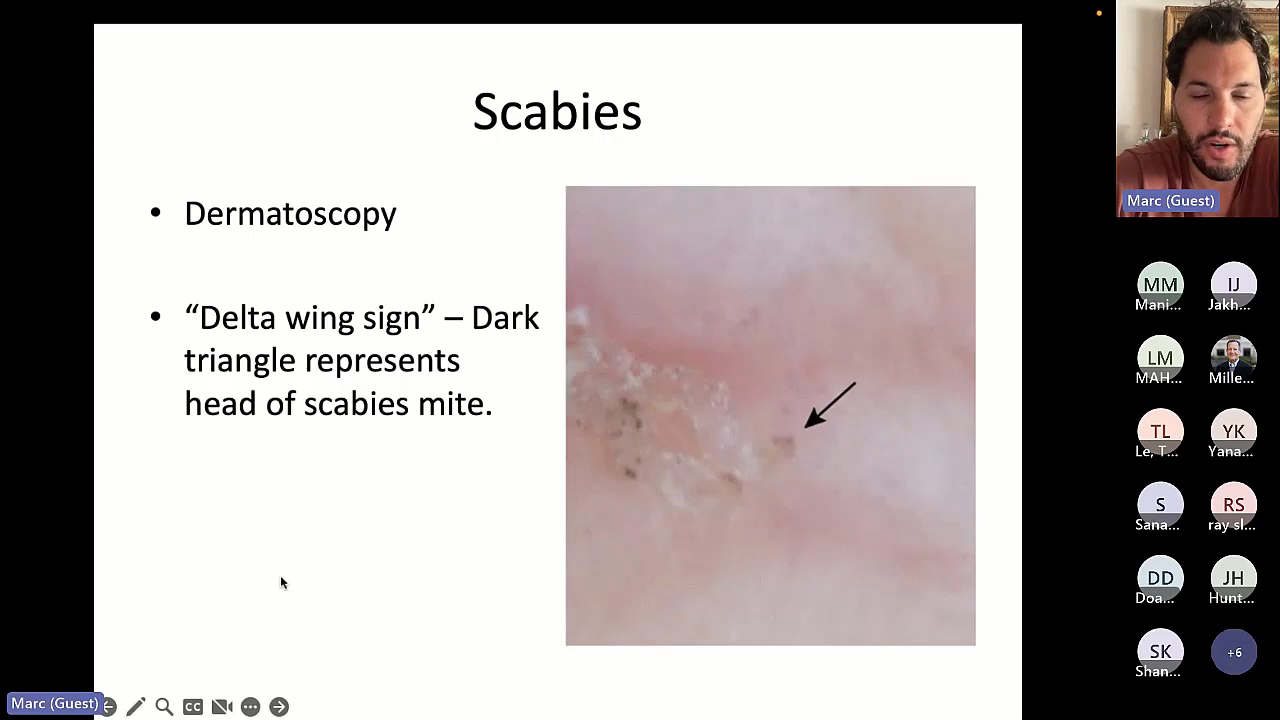 Scabies
• Dermatoscopy
• “Delta wing sign” – Dark
triangle represents
head of scabies mite.
Marc (Guest)
MM
Mani...
IJ
Jakh...
LM
MAH...
Mille...
TL
Le, T...
YK
Yana...
S
Sana...
RS
ray sl...
DD
Doa...
JH
Hunt...
SK
Shan...
+6
Marc (Guest)
CC